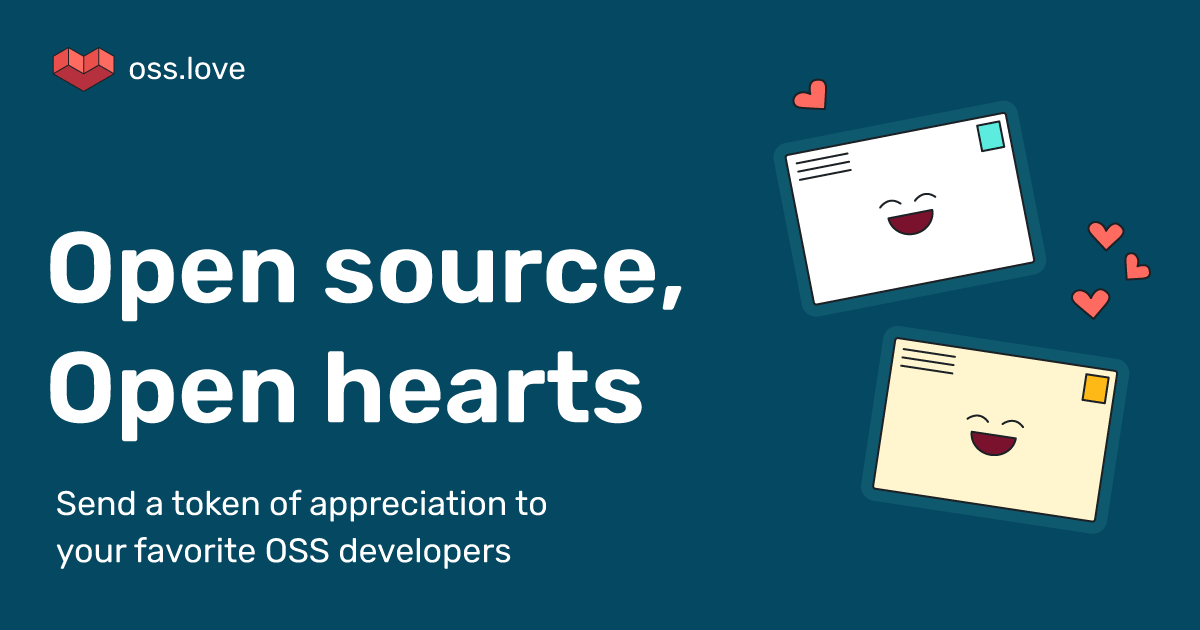 oss.love
Open source,
Open hearts
Send a token of appreciation to
your favorite OSS developers